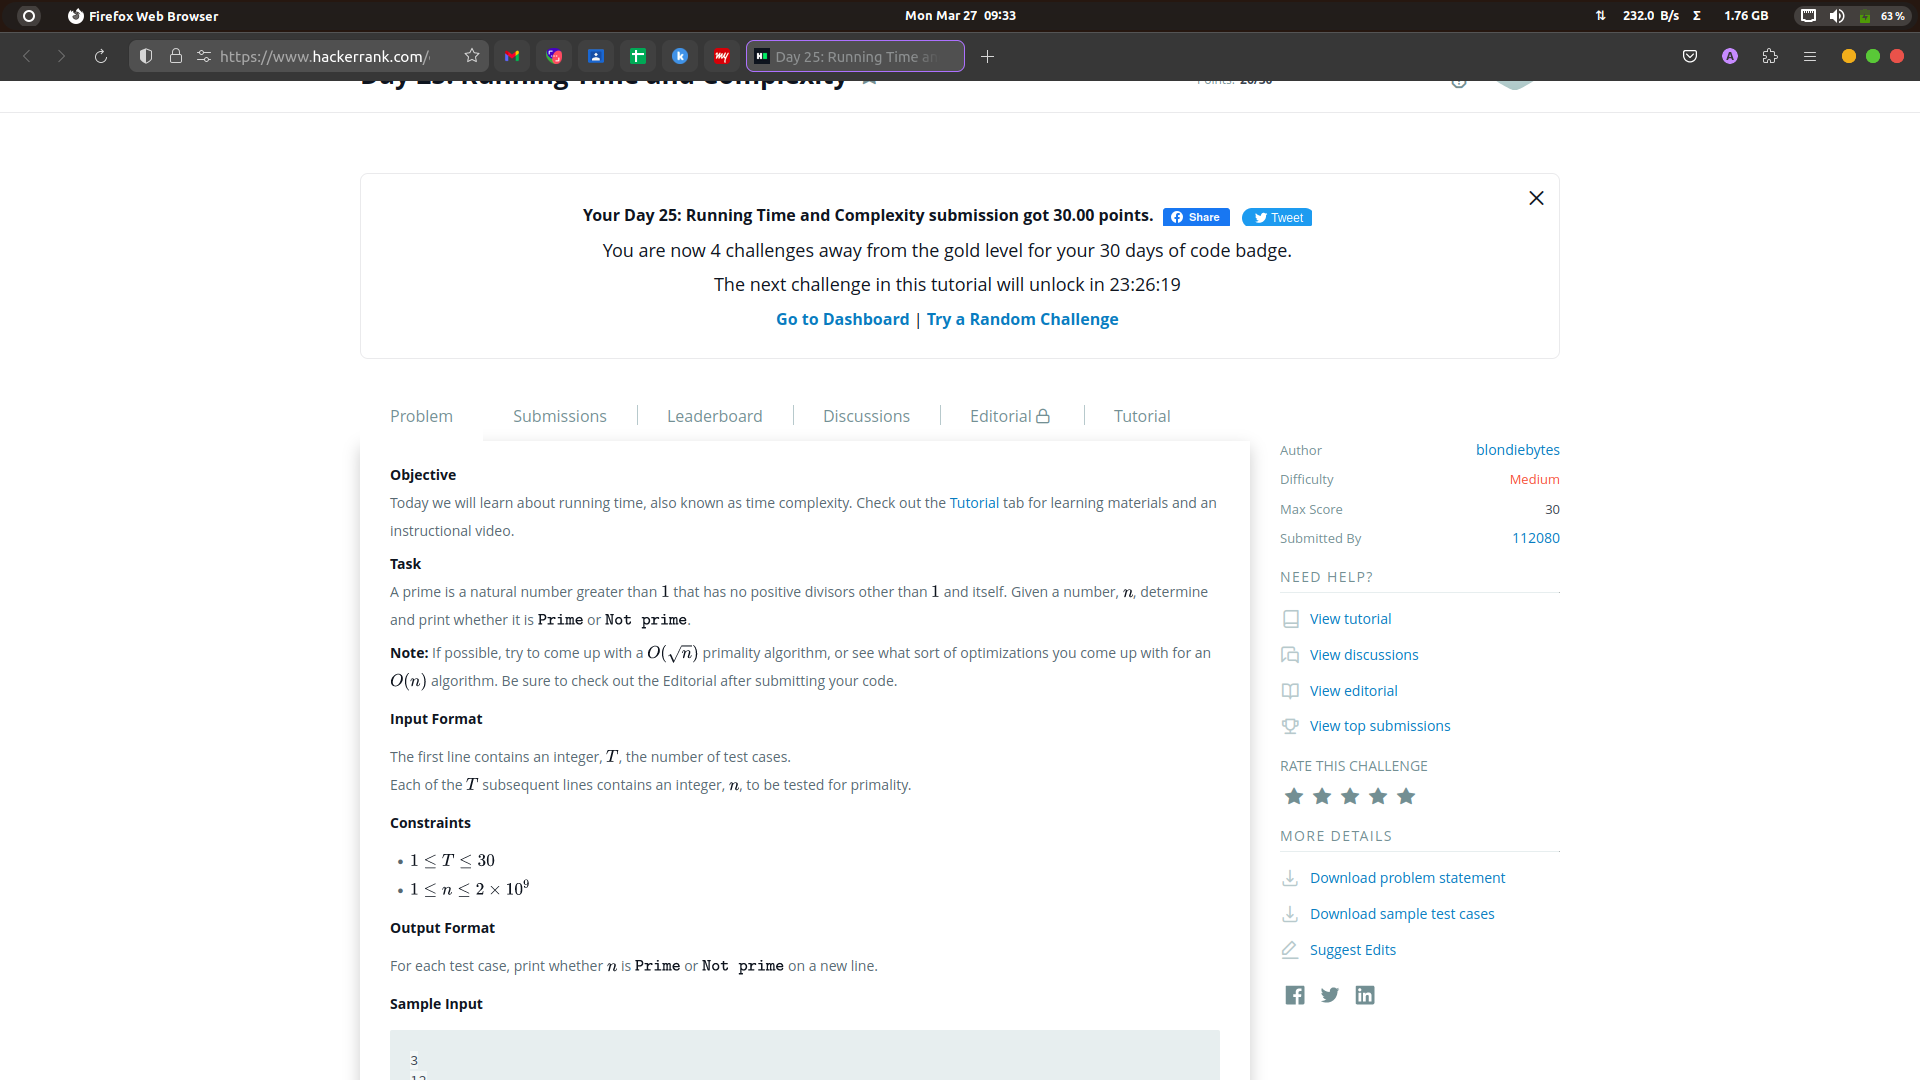 Firefox Web Browser
Mon Mar 27 09:33
232.0 B/s Σ 1.76 GB
63 %
https://www.hackerrank.com/
Day 25: Running Time an
Day 25: Running Time and Complexity
Points: 20/30
Your Day 25: Running Time and Complexity submission got 30.00 points. Share Tweet
You are now 4 challenges away from the gold level for your 30 days of code badge.
The next challenge in this tutorial will unlock in 23:26:19
Go to Dashboard | Try a Random Challenge
Problem Submissions Leaderboard Discussions Editorial Tutorial
Objective
Today we will learn about running time, also known as time complexity. Check out the Tutorial tab for learning materials and an
instructional video.
Task
A prime is a natural number greater than 1 that has no positive divisors other than 1 and itself. Given a number, n, determine
and print whether it is Prime or Not prime.
Note: If possible, try to come up with a O(√n) primality algorithm, or see what sort of optimizations you come up with for an
O(n) algorithm. Be sure to check out the Editorial after submitting your code.
Input Format
The first line contains an integer, T, the number of test cases.
Each of the T subsequent lines contains an integer, n, to be tested for primality.
Constraints
• 1 ≤ T ≤ 30
• 1 ≤ n ≤ 2 × 10⁹
Output Format
For each test case, print whether n is Prime or Not prime on a new line.
Sample Input
3
12
Author blondiebytes
Difficulty Medium
Max Score 30
Submitted By 112080
NEED HELP?
View tutorial
View discussions
View editorial
View top submissions
RATE THIS CHALLENGE
MORE DETAILS
Download problem statement
Download sample test cases
Suggest Edits